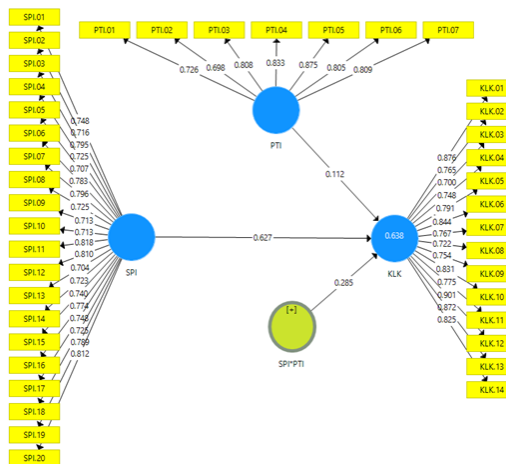 SPI.01
SPI.02
SPI.03
SPI.04
SPI.05
SPI.06
SPI.07
SPI.08
SPI.09
SPI.10
SPI.11
SPI.12
SPI.13
SPI.14
SPI.15
SPI.16
SPI.17
SPI.18
SPI.19
SPI.20
0.748
0.716
0.795
0.725
0.707
0.783
0.796
0.725
0.713
0.713
0.818
0.810
0.704
0.723
0.740
0.774
0.748
0.725
0.789
0.812
SPI
PTI.01
PTI.02
PTI.03
PTI.04
PTI.05
PTI.06
PTI.07
0.726
0.698
0.808
0.833
0.875
0.805
0.809
PTI
0.112
0.627
0.285
[+]
SPI*PTI
0.638
KLK
0.876
0.765
0.700
0.748
0.791
0.844
0.767
0.722
0.754
0.831
0.775
0.901
0.872
0.825
KLK.01
KLK.02
KLK.03
KLK.04
KLK.05
KLK.06
KLK.07
KLK.08
KLK.09
KLK.10
KLK.11
KLK.12
KLK.13
KLK.14